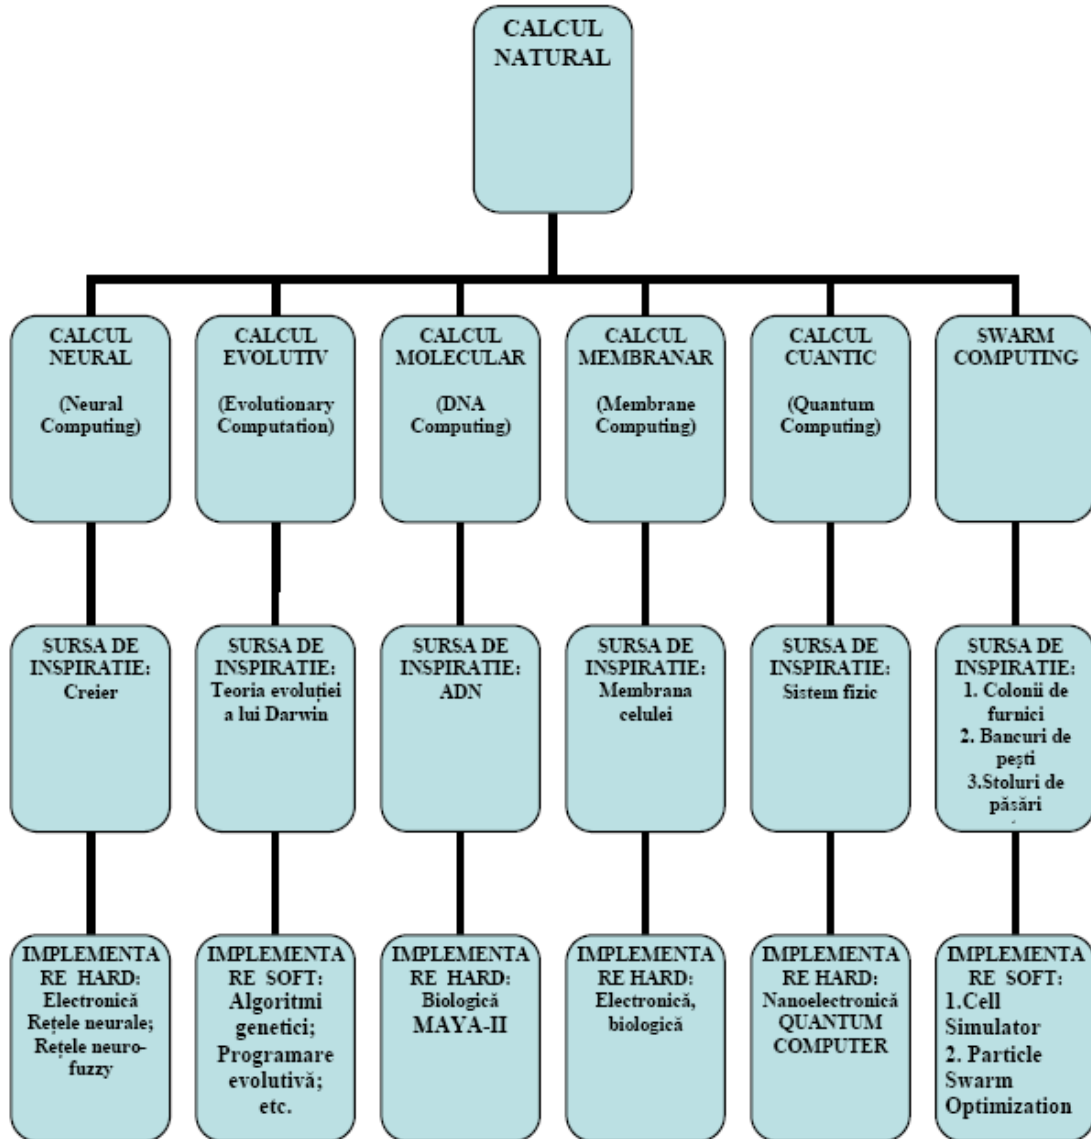 CALCUL
NATURAL
CALCUL
NEURAL
(Neural
Computing)
CALCUL
EVOLUTIV
(Evolutionary
Computation)
CALCUL
MOLECULAR
(DNA
Computing)
CALCUL
MEMBRANAR
(Membrane
Computing)
CALCUL
CUANTIC
(Quantum
Computing)
SWARM
COMPUTING
SURSA DE
INSPIRATIE:
Creier
SURSA DE
INSPIRATIE:
Teoria evoluției
a lui Darwin
SURSA DE
INSPIRATIE:
ADN
SURSA DE
INSPIRATIE:
Membrana
celulei
SURSA DE
INSPIRATIE:
Sistem fizic
SURSA DE
INSPIRATIE:
1. Colonii de
furnici
2. Bancuri de
pești
3.Stoluri de
păsări
IMPLEMENTA
RE HARD:
Electronică
Rețele neurale;
Rețele neuro-
fuzzy
IMPLEMENTA
RE SOFT:
Algoritmi
genetici;
Programare
evolutivă;
etc.
IMPLEMENTA
RE HARD:
Biologică
MAYA-II
IMPLEMENTA
RE HARD:
Electronică,
biologică
IMPLEMENTA
RE HARD:
Nanoelectronică
QUANTUM
COMPUTER
IMPLEMENTA
RE SOFT:
1.Cell
Simulator
2. Particle
Swarm
Optimization